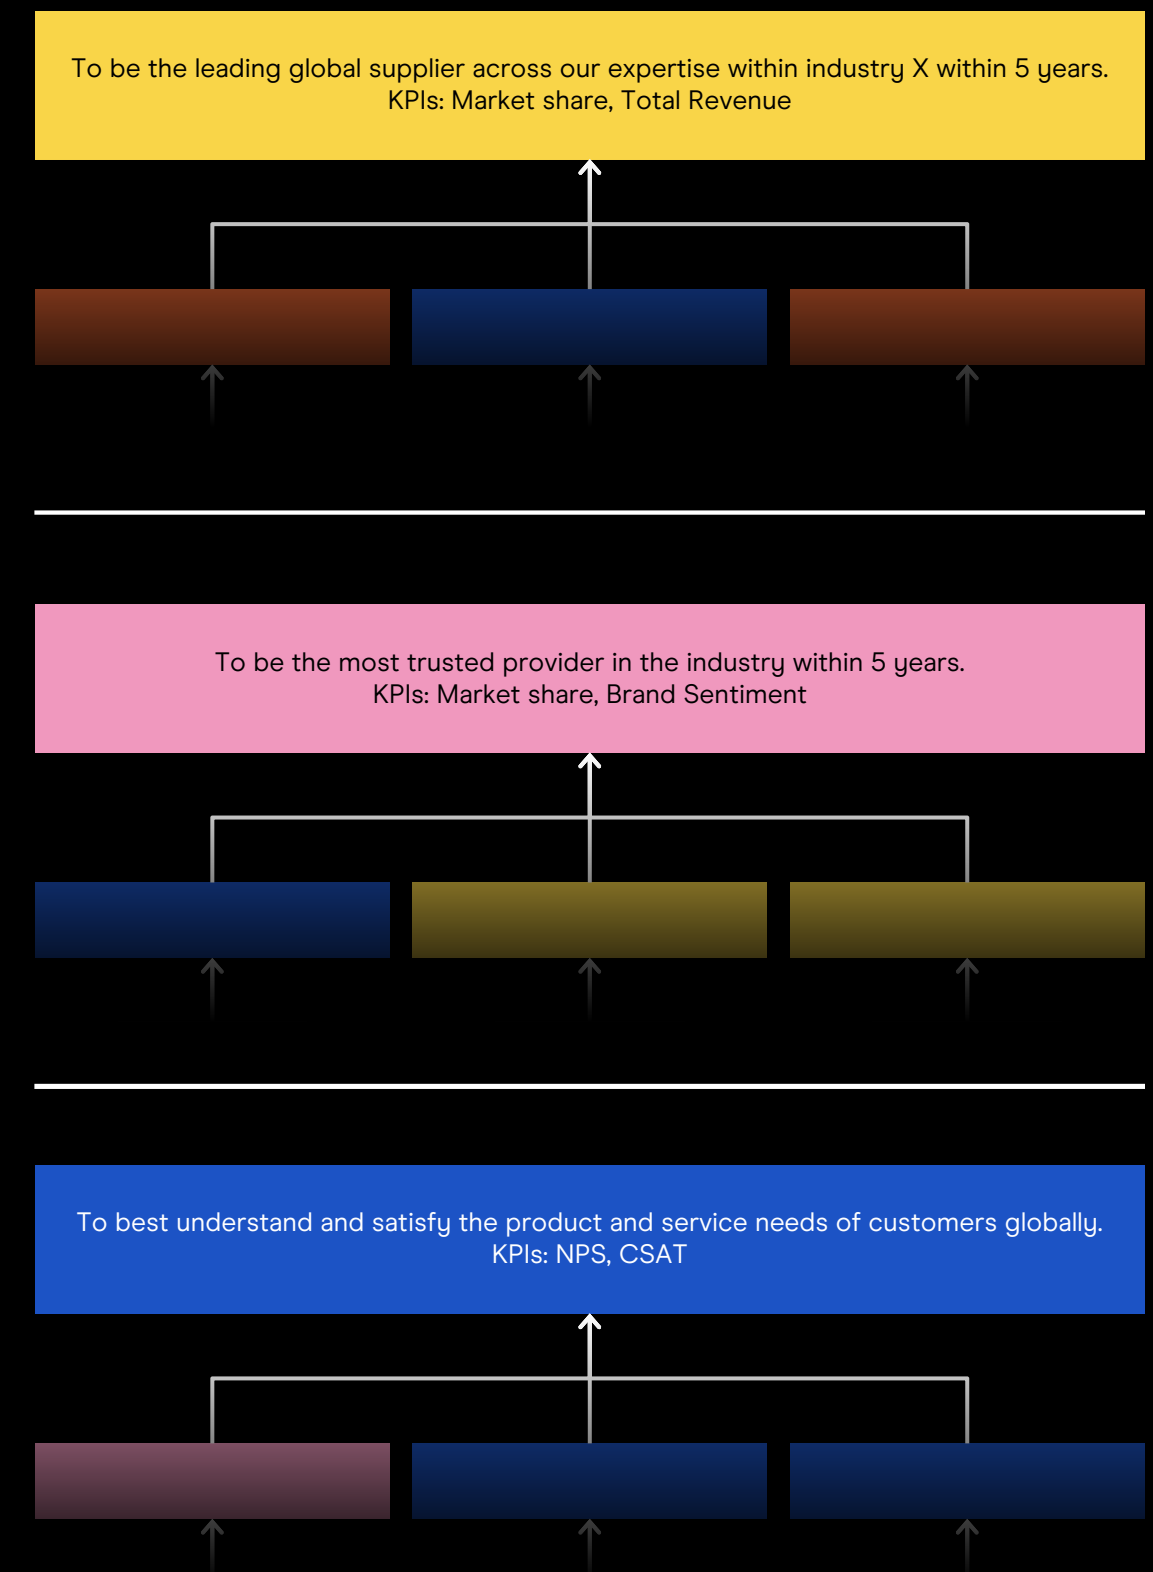 To be the leading global supplier across our expertise within industry X within 5 years.
KPIs: Market share, Total Revenue
To be the most trusted provider in the industry within 5 years.
KPIs: Market share, Brand Sentiment
To best understand and satisfy the product and service needs of customers globally.
KPIs: NPS, CSAT